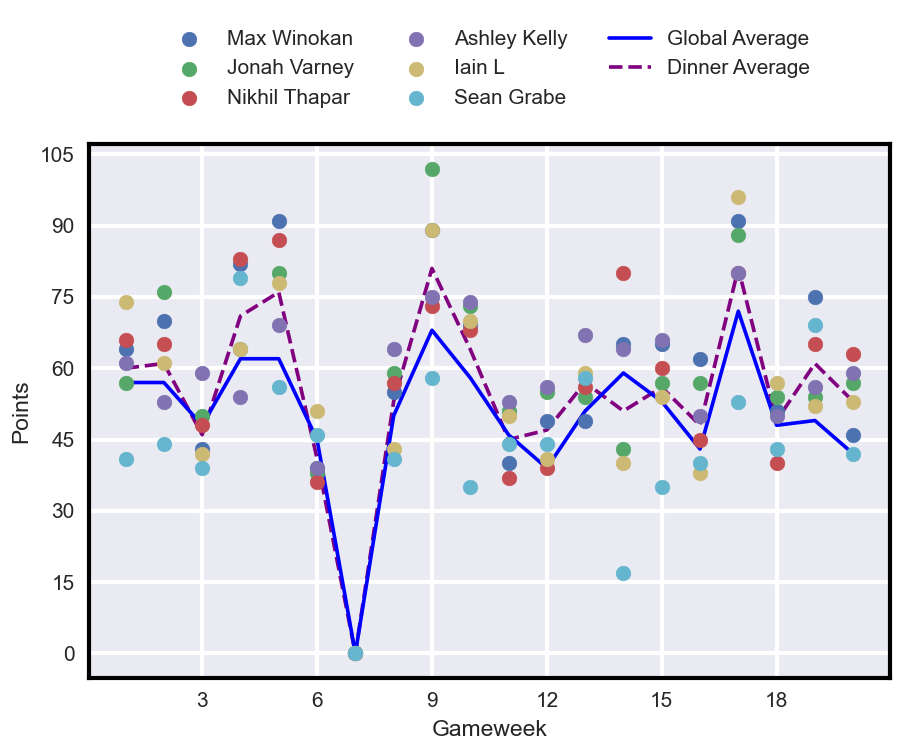 Max Winokan
Jonah Varney
Nikhil Thapar
Ashley Kelly
Iain L
Sean Grabe
Global Average
Dinner Average
105
90
75
60
45
30
15
0
Points
3 6 9 12 15 18
Gameweek